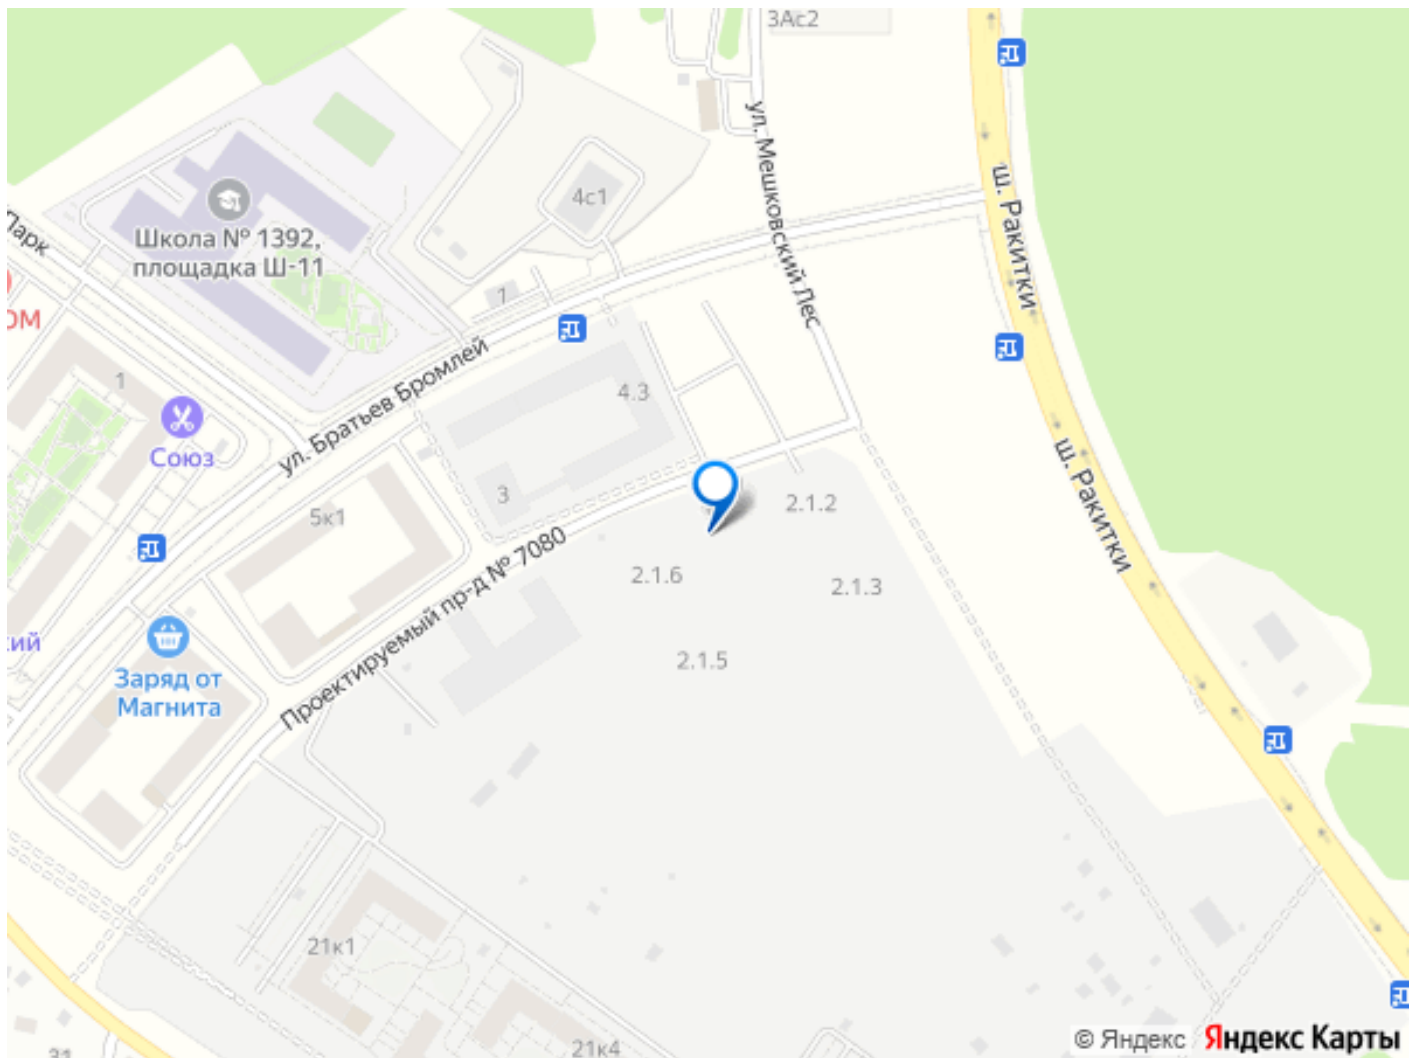 3Ас2
ул. Мешковский Лес
ш. Ракитки
4с1
Парк
Школа № 1392,
площадка Ш-11
1
ОМ
ул. Братьев Бромлей
4.3
1
Союз
3
2.1.2
5к1
Проектируемый пр-д № 7080
2.1.6
2.1.3
ш. Ракитки
2.1.5
кий
Заряд от
Магнита
21к1
21к4
31
© Яндекс Яндекс Карты